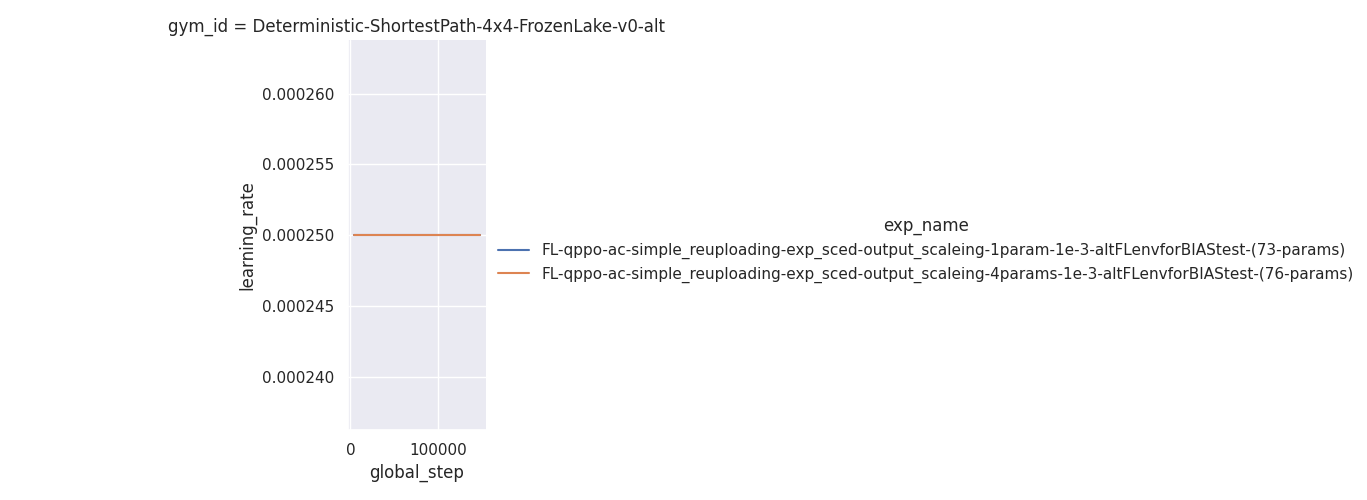 gym_id = Deterministic-ShortestPath-4x4-FrozenLake-v0-alt
0.000260
0.000255
0.000250
0.000245
0.000240
learning_rate
0
100000
global_step
exp_name
FL-qppo-ac-simple_reuploading-exp_sced-output_scaleing-1param-1e-3-altFLenvforBIAStest-(73-params)
FL-qppo-ac-simple_reuploading-exp_sced-output_scaleing-4params-1e-3-altFLenvforBIAStest-(76-params)